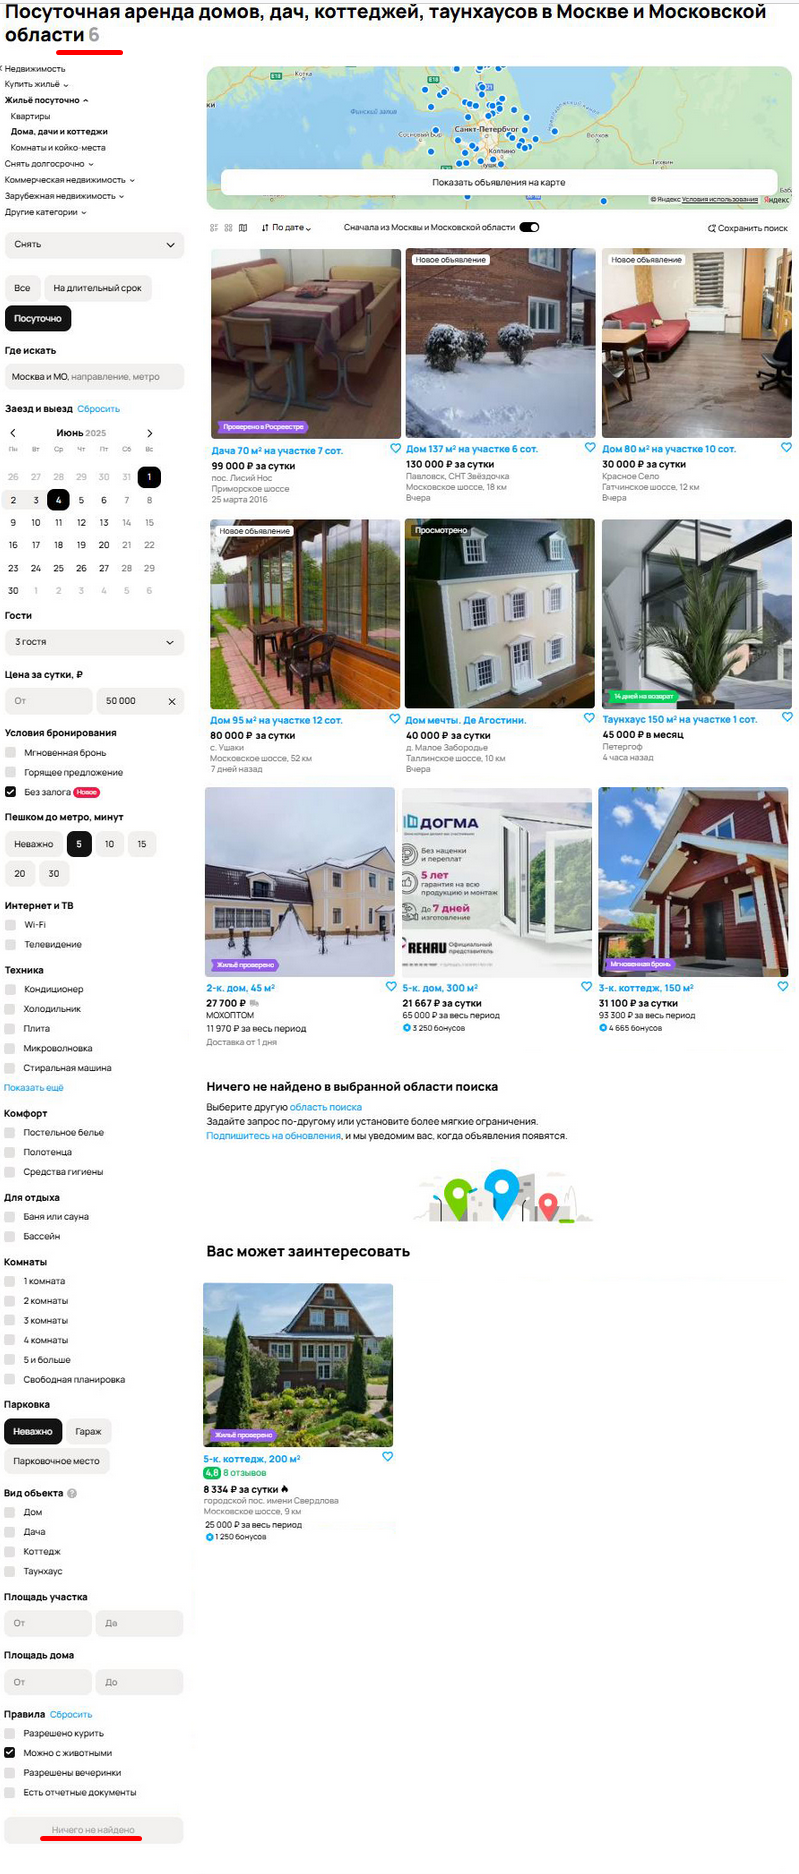 Посуточная аренда домов, дач, коттеджей, таунхаусов в Москве и Московской
области 6
Недвижимость
Купить жильё
Жильё посуточно
Квартиры
Дома, дачи и коттеджи
Комнаты и койко-места
Снять долгосрочно
Коммерческая недвижимость
Зарубежная недвижимость
Другие категории
Снять
Все
На длительный срок
Посуточно
Где искать
Москва и МО, направление, метро
Заезд и выезд Сбросить
Июнь 2025
Пн Вт Ср Чт Пт Сб Вс
26 27 28 29 30 31 1
2 3 4 5 6 7 8
9 10 11 12 13 14 15
16 17 18 19 20 21 22
23 24 25 26 27 28 29
30 1 2 3 4 5 6
Гости
3 гостя
Цена за сутки, ₽
От
50 000
Условия бронирования
Мгновенная бронь
Горящее предложение
Без залога Новое
Пешком до метро, минут
Неважно 5 10 15
20 30
Интернет и ТВ
Wi-Fi
Телевидение
Техника
Кондиционер
Холодильник
Плита
Микроволновка
Стиральная машина
Показать ещё
Комфорт
Постельное белье
Полотенца
Средства гигиены
Для отдыха
Баня или сауна
Бассейн
Комнаты
1 комната
2 комнаты
3 комнаты
4 комнаты
5 и больше
Свободная планировка
Парковка
Неважно
Гараж
Парковочное место
Вид объекта
Дом
Дача
Коттедж
Таунхаус
Площадь участка
От
Да
Площадь дома
От
До
Правила Сбросить
Разрешено курить
Можно с животными
Разрешены вечеринки
Есть отчетные документы
Ничего не найдено
ки
Котка
E18
E18
Финский залив
Сосновый Бор
Санкт-Петербург
Колпино
Волхов
Тихвин
Показать объявления на карте
© Яндекс Условия использования Яндекс
По дате
Сначала из Москвы и Московской области
Сохранить поиск
Проверено в Росреестре
Дача 70 м² на участке 7 сот.
99 000 ₽ за сутки
пос. Лисий Нос
Приморское шоссе
25 марта 2016
Новое объявление
Дом 137 м² на участке 6 сот.
130 000 ₽ за сутки
Павловск, СНТ Звёздочка
Московское шоссе, 18 км
Вчера
Новое объявление
Дом 80 м² на участке 10 сот.
30 000 ₽ за сутки
Красное Село
Гатчинское шоссе, 12 км
Вчера
Новое объявление
Дом 95 м² на участке 12 сот.
80 000 ₽ за сутки
с. Ушаки
Московское шоссе, 52 км
7 дней назад
Просмотрено
Дом мечты. Де Агостини.
40 000 ₽ за сутки
д. Малое Забородье
Таллинское шоссе, 10 км
Вчера
14 дней на возврат
Таунхаус 150 м² на участке 1 сот.
45 000 ₽ в месяц
Петергоф
4 часа назад
Жильё проверено
2-к. дом, 45 м²
27 700 ₽
МОХОПТОМ
11 970 ₽ за весь период
Доставка от 1 дня
ДОГМА
Без наценки
и переплат
5 лет
гарантия на всю
продукцию и монтаж
До 7 дней
изготовление
REHAU Официальный
представитель
5-к. дом, 300 м²
21 667 ₽ за сутки
65 000 ₽ за весь период
3 250 бонусов
Мгновенная бронь
3-к. коттедж, 150 м²
31 100 ₽ за сутки
93 300 ₽ за весь период
4 665 бонусов
Ничего не найдено в выбранной области поиска
Выберите другую область поиска
Задайте запрос по-другому или установите более мягкие ограничения.
Подпишитесь на обновления, и мы уведомим вас, когда объявления появятся.
Вас может заинтересовать
Жильё проверено
5-к. коттедж, 200 м²
4,8 8 отзывов
8 334 ₽ за сутки
городской пос. имени Свердлова
Московское шоссе, 9 км
25 000 ₽ за весь период
1 250 бонусов